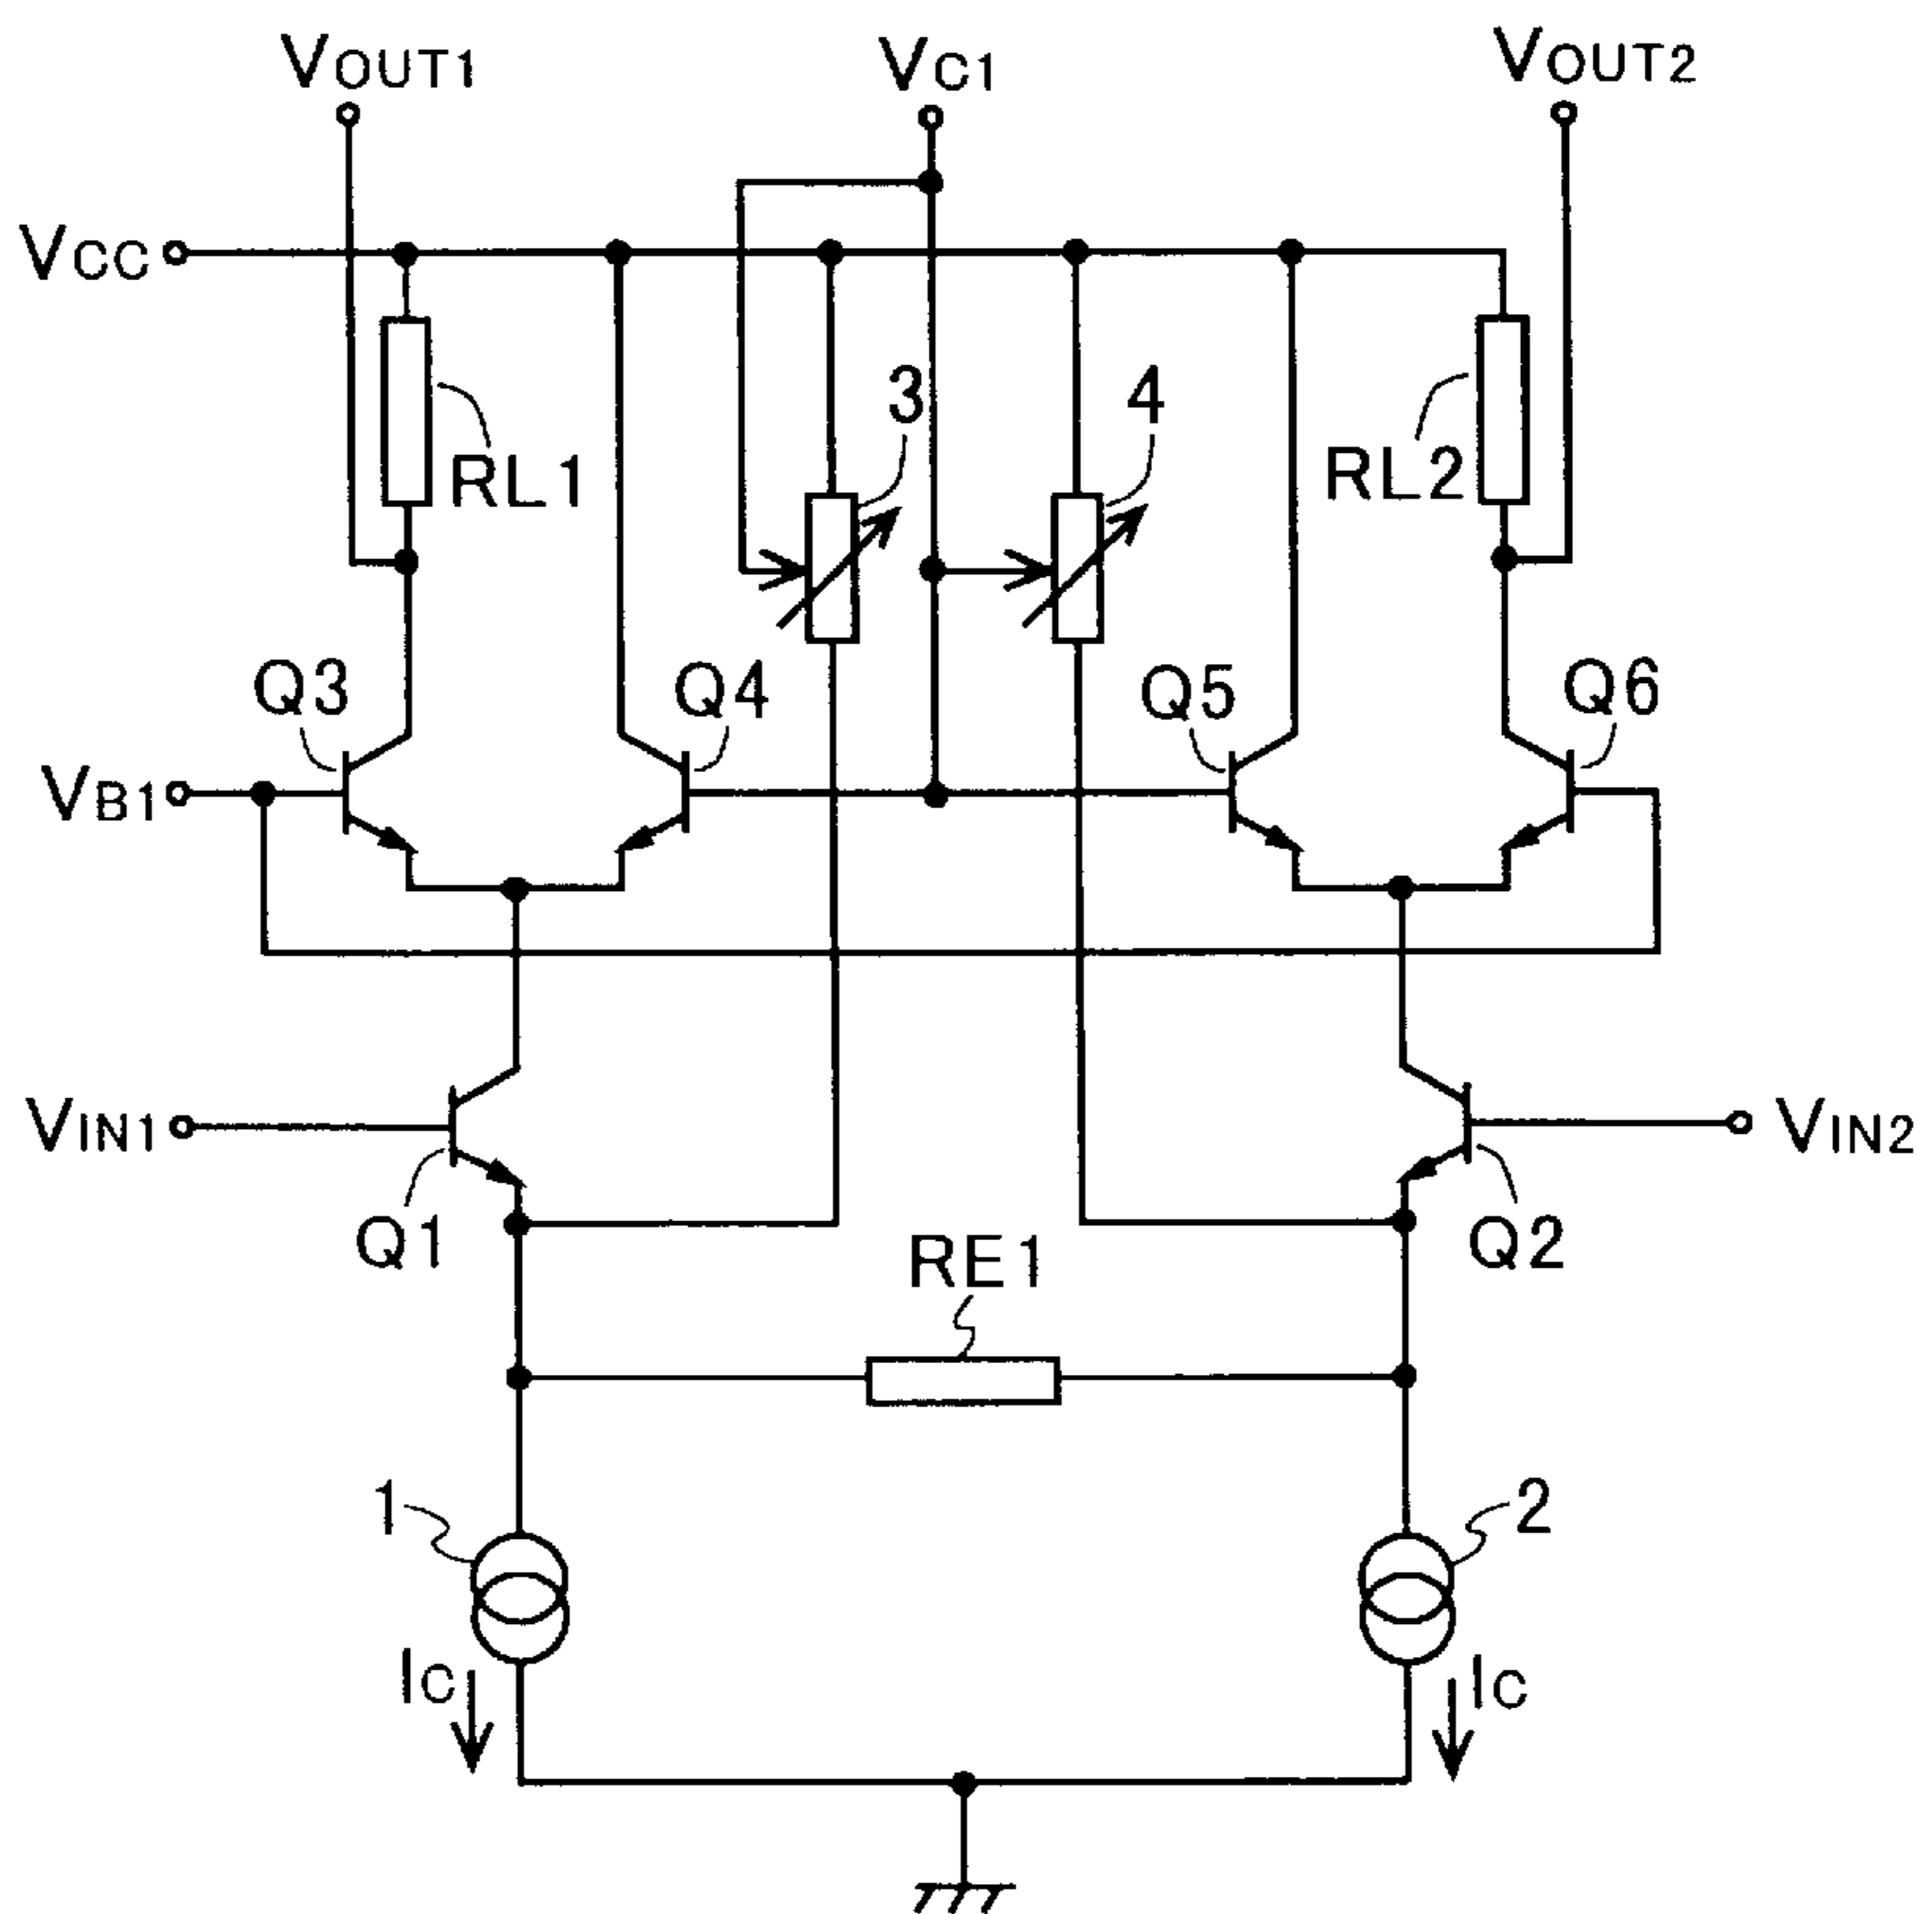 VOUT1
VC1
VOUT2
VCC
3
4
RL1
RL2
Q3
Q4
Q5
Q6
VB1
VIN1
VIN2
Q1
Q2
RE1
1
2
IC
IC